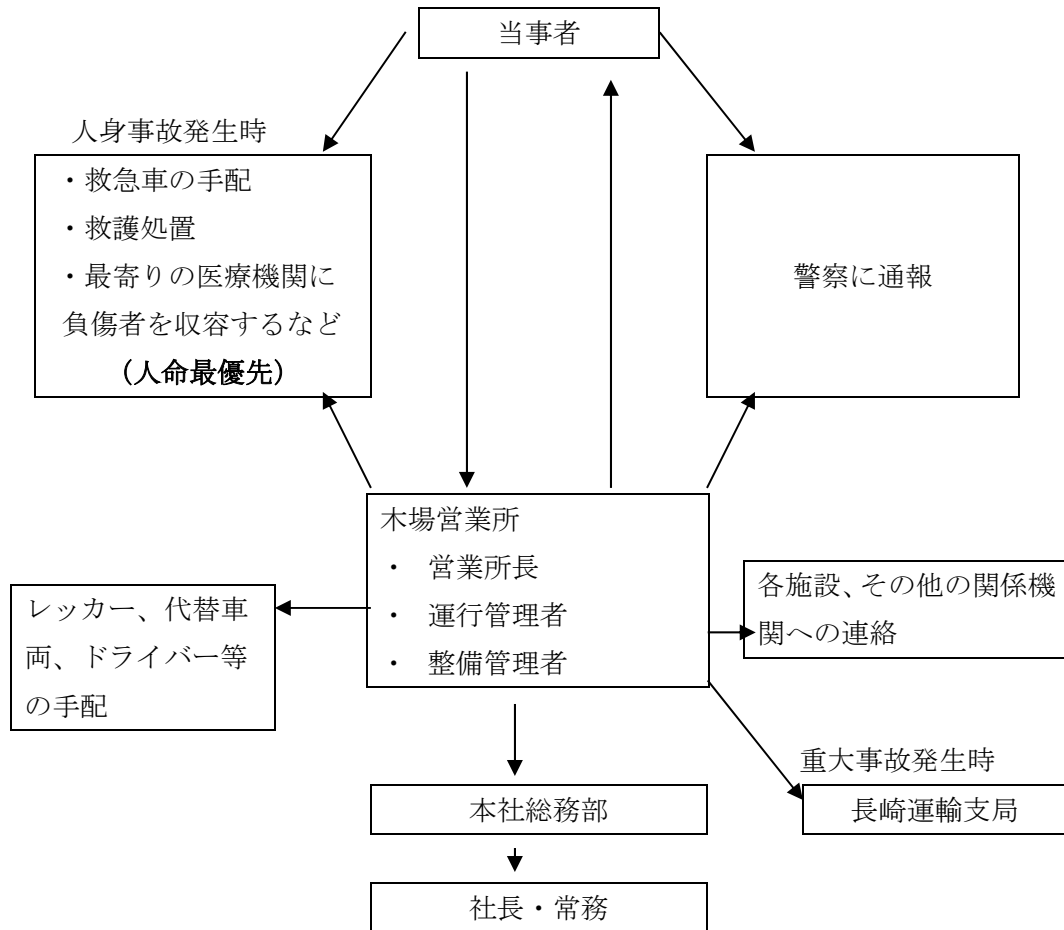 当事者
人身事故発生時
・救急車の手配
・救護処置
・最寄りの医療機関に
負傷者を収容するなど
（人命最優先）
警察に通報
木場営業所
・ 営業所長
・ 運行管理者
・ 整備管理者
レッカー、代替車
両、ドライバー等
の手配
各施設、その他の関係機
関への連絡
重大事故発生時
長崎運輸支局
本社総務部
社長・常務